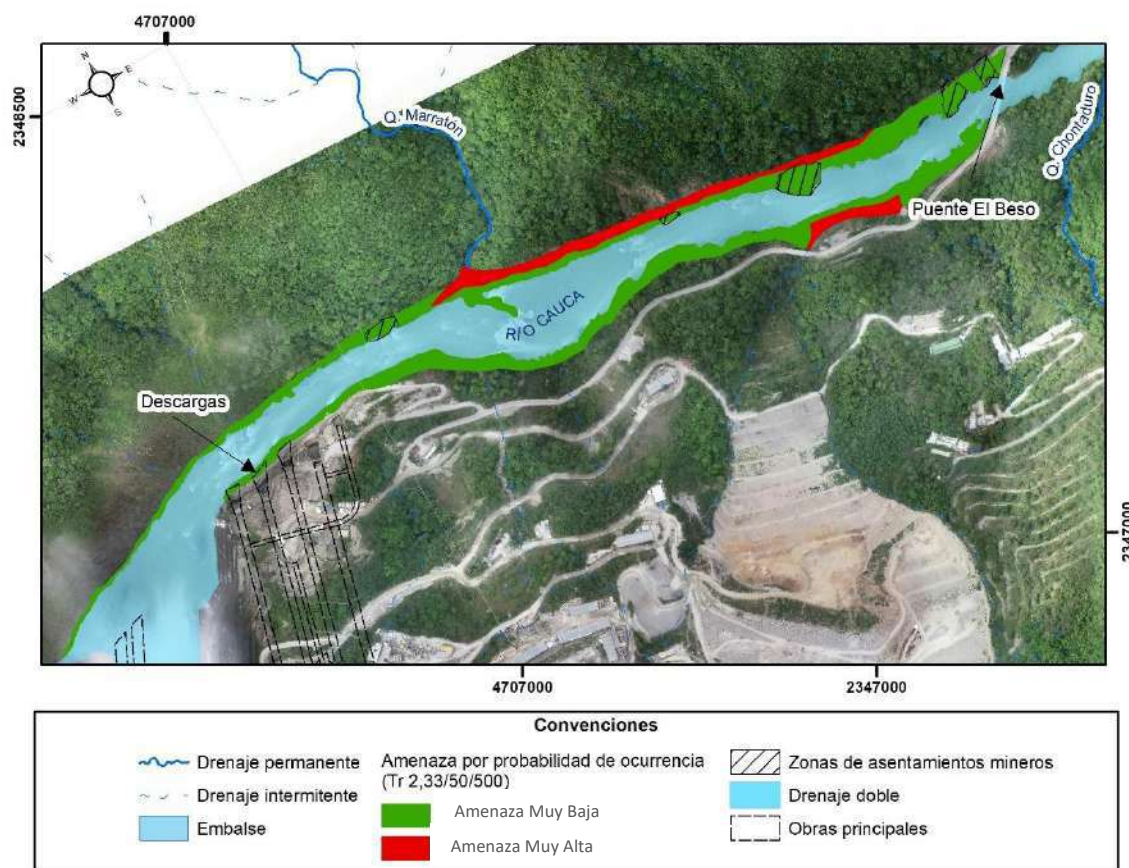 4707000
2348500
N
E
W
S
Q. Marratón
Q. Chontaduro
Puente El Beso
RIO CAUCA
Descargas
2347000
4707000
2347000
Convenciones
Drenaje permanente
Drenaje intermitente
Embalse
Amenaza por probabilidad de ocurrencia
(Tr 2,33/50/500)
Amenaza Muy Baja
Amenaza Muy Alta
Zonas de asentamientos mineros
Drenaje doble
Obras principales